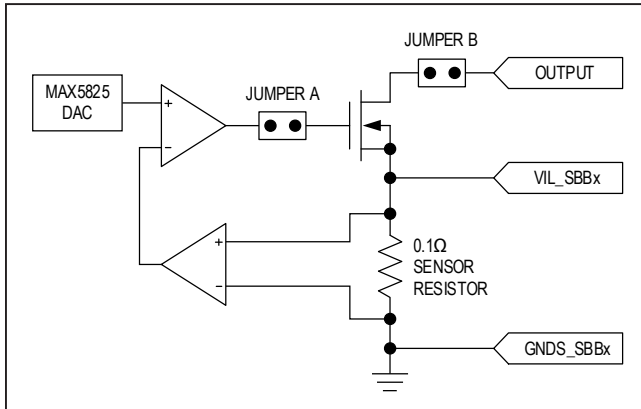 JUMPER B
OUTPUT
MAX5825
DAC
JUMPER A
+
-
VIL_SBBx
+
-
0.1Ω
SENSOR
RESISTOR
GNDS_SBBx